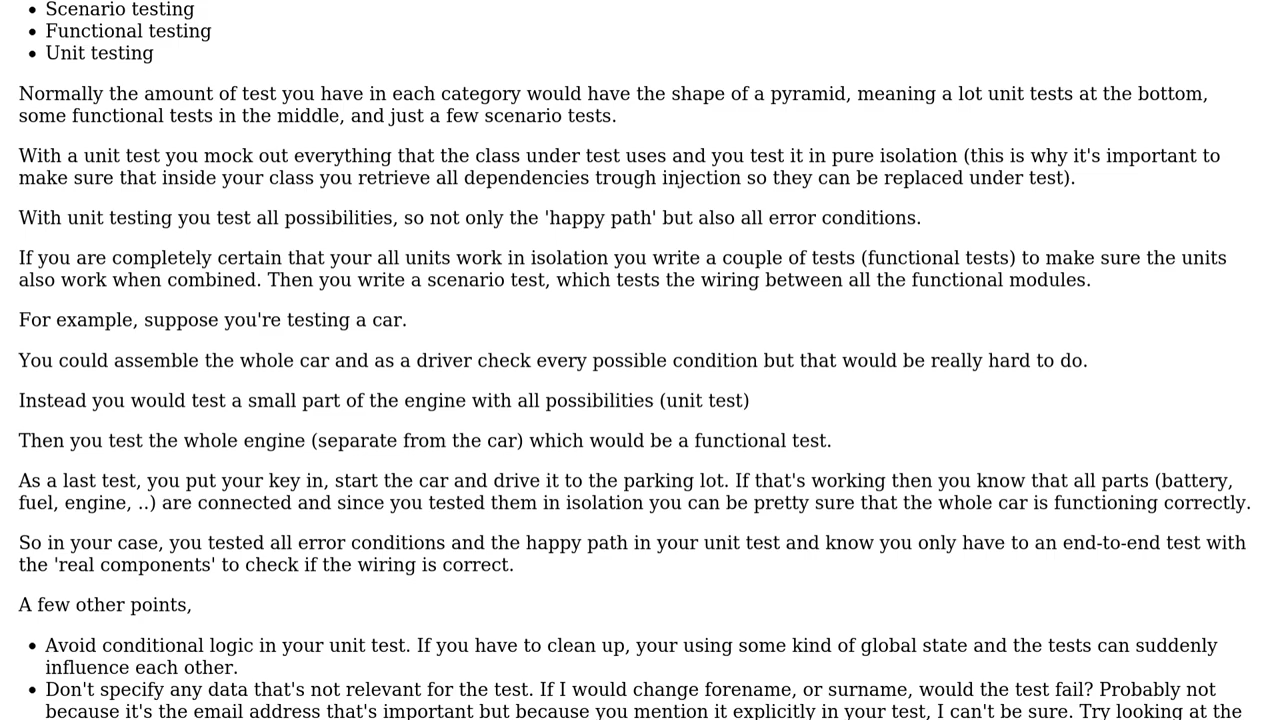 • Scenario testing
• Functional testing
• Unit testing
Normally the amount of test you have in each category would have the shape of a pyramid, meaning a lot unit tests at the bottom,
some functional tests in the middle, and just a few scenario tests.
With a unit test you mock out everything that the class under test uses and you test it in pure isolation (this is why it's important to
make sure that inside your class you retrieve all dependencies trough injection so they can be replaced under test).
With unit testing you test all possibilities, so not only the 'happy path' but also all error conditions.
If you are completely certain that your all units work in isolation you write a couple of tests (functional tests) to make sure the units
also work when combined. Then you write a scenario test, which tests the wiring between all the functional modules.
For example, suppose you're testing a car.
You could assemble the whole car and as a driver check every possible condition but that would be really hard to do.
Instead you would test a small part of the engine with all possibilities (unit test)
Then you test the whole engine (separate from the car) which would be a functional test.
As a last test, you put your key in, start the car and drive it to the parking lot. If that's working then you know that all parts (battery,
fuel, engine, ..) are connected and since you tested them in isolation you can be pretty sure that the whole car is functioning correctly.
So in your case, you tested all error conditions and the happy path in your unit test and know you only have to an end-to-end test with
the 'real components' to check if the wiring is correct.
A few other points,
• Avoid conditional logic in your unit test. If you have to clean up, your using some kind of global state and the tests can suddenly
influence each other.
• Don't specify any data that's not relevant for the test. If I would change forename, or surname, would the test fail? Probably not
because it's the email address that's important but because you mention it explicitly in your test, I can't be sure. Try looking at the